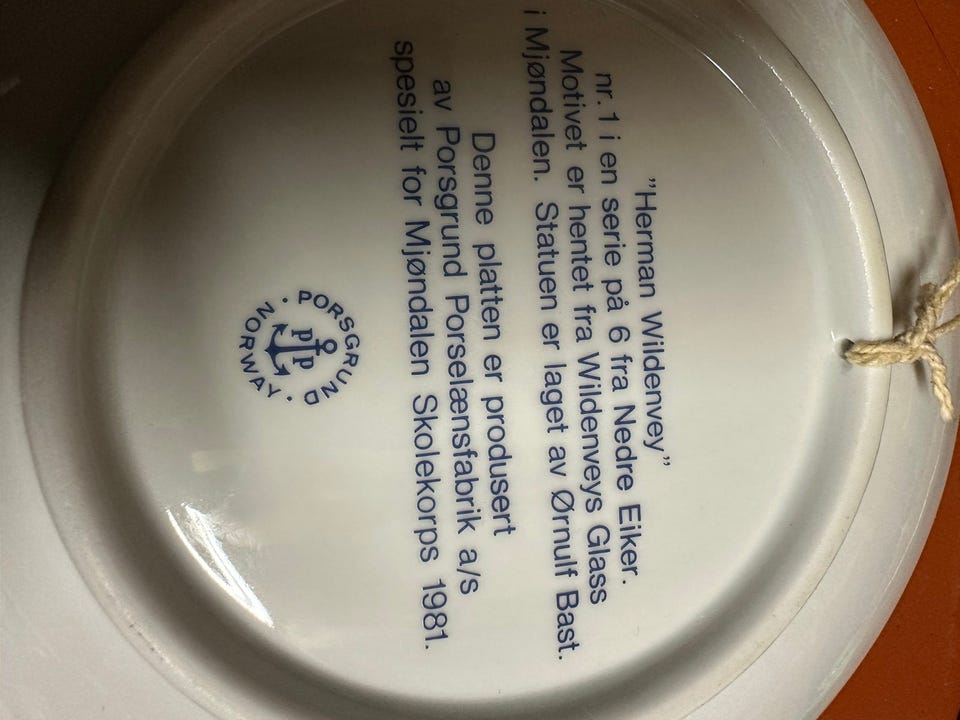 ”Herman Wildenvey”
nr. 1 i en serie på 6 fra Nedre Eiker.
Motivet er hentet fra Wildenveys Glass
i Mjøndalen. Statuen er laget av Ørnulf Bast.
Denne platten er produsert
av Porsgrund Porselænsfabrik a/s
spesielt for Mjøndalen Skolekorps 1981.
PORSGRUND
PP
NORWAY